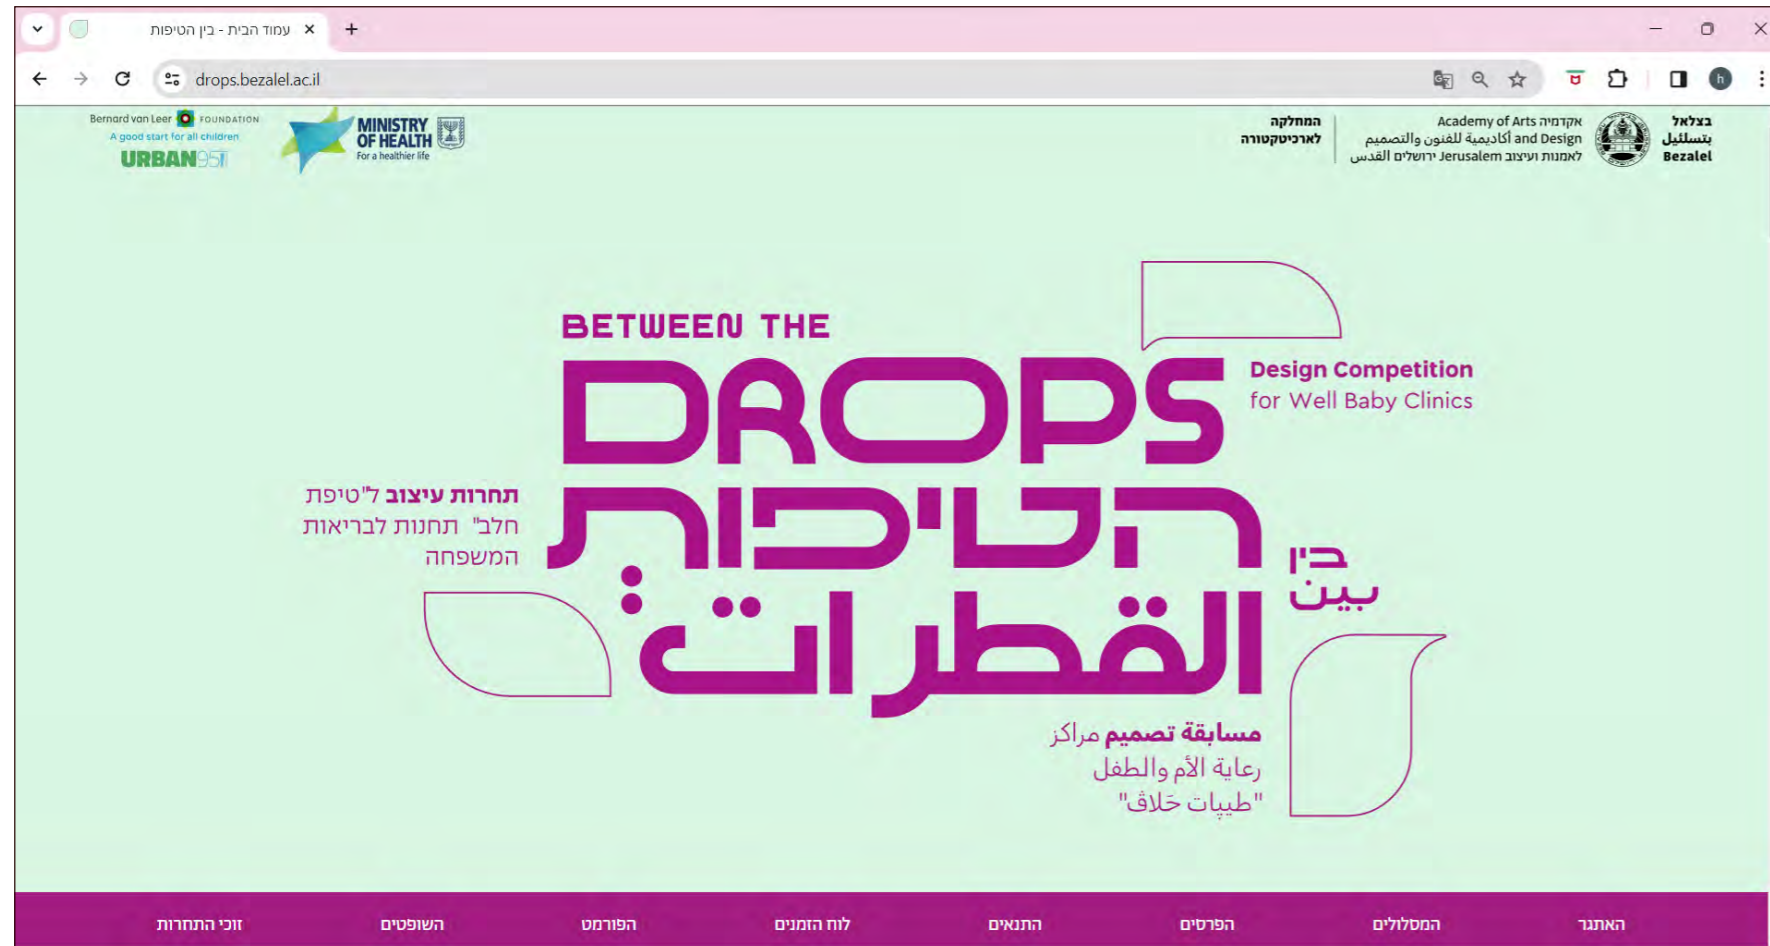 עמוד הבית - בין הטיפות
drops.bezalel.ac.il
h
Bernard van Leer FOUNDATION
A good start for all children
URBAN95
MINISTRY
OF HEALTH
For a healthier life
המחלקה
לארכיטקטורה
אקדמיה Academy of Arts
and Design أكاديمية للفنون والتصميم
לאמנות ועיצוב Jerusalem ירושלים القدس
בצלאל
بتسلئيل
Bezalel
BETWEEN THE
DROPS
Design Competition
for Well Baby Clinics
תחרות עיצוב ל"טיפת
חלב" תחנות לבריאות
המשפחה
בין
הטיפות
بين
القطرات
مسابقة تصميم مراكز
رعاية الأم والطفل
"طيپات حَلاڤ"
האתגר
המסלולים
הפרסים
התנאים
לוח הזמנים
הפורמט
השופטים
זוכי התחרות